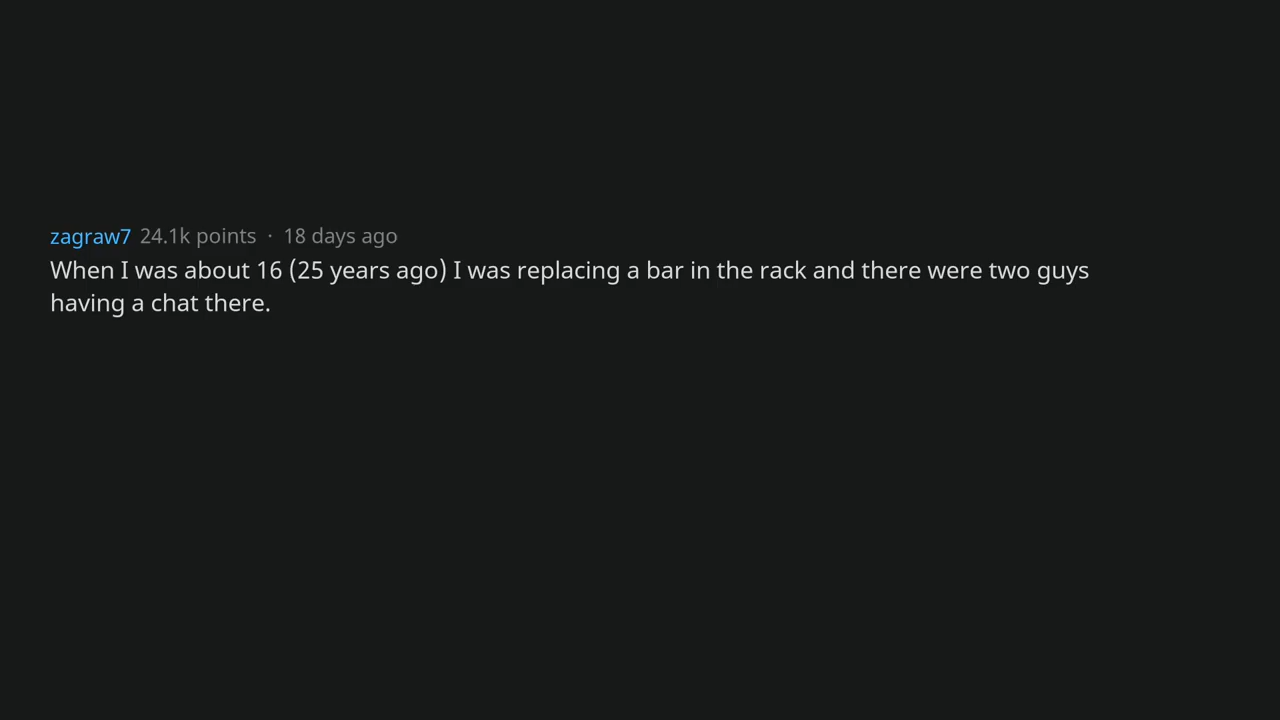 zagraw7 24.1k points · 18 days ago
When I was about 16 (25 years ago) I was replacing a bar in the rack and there were two guys
having a chat there.